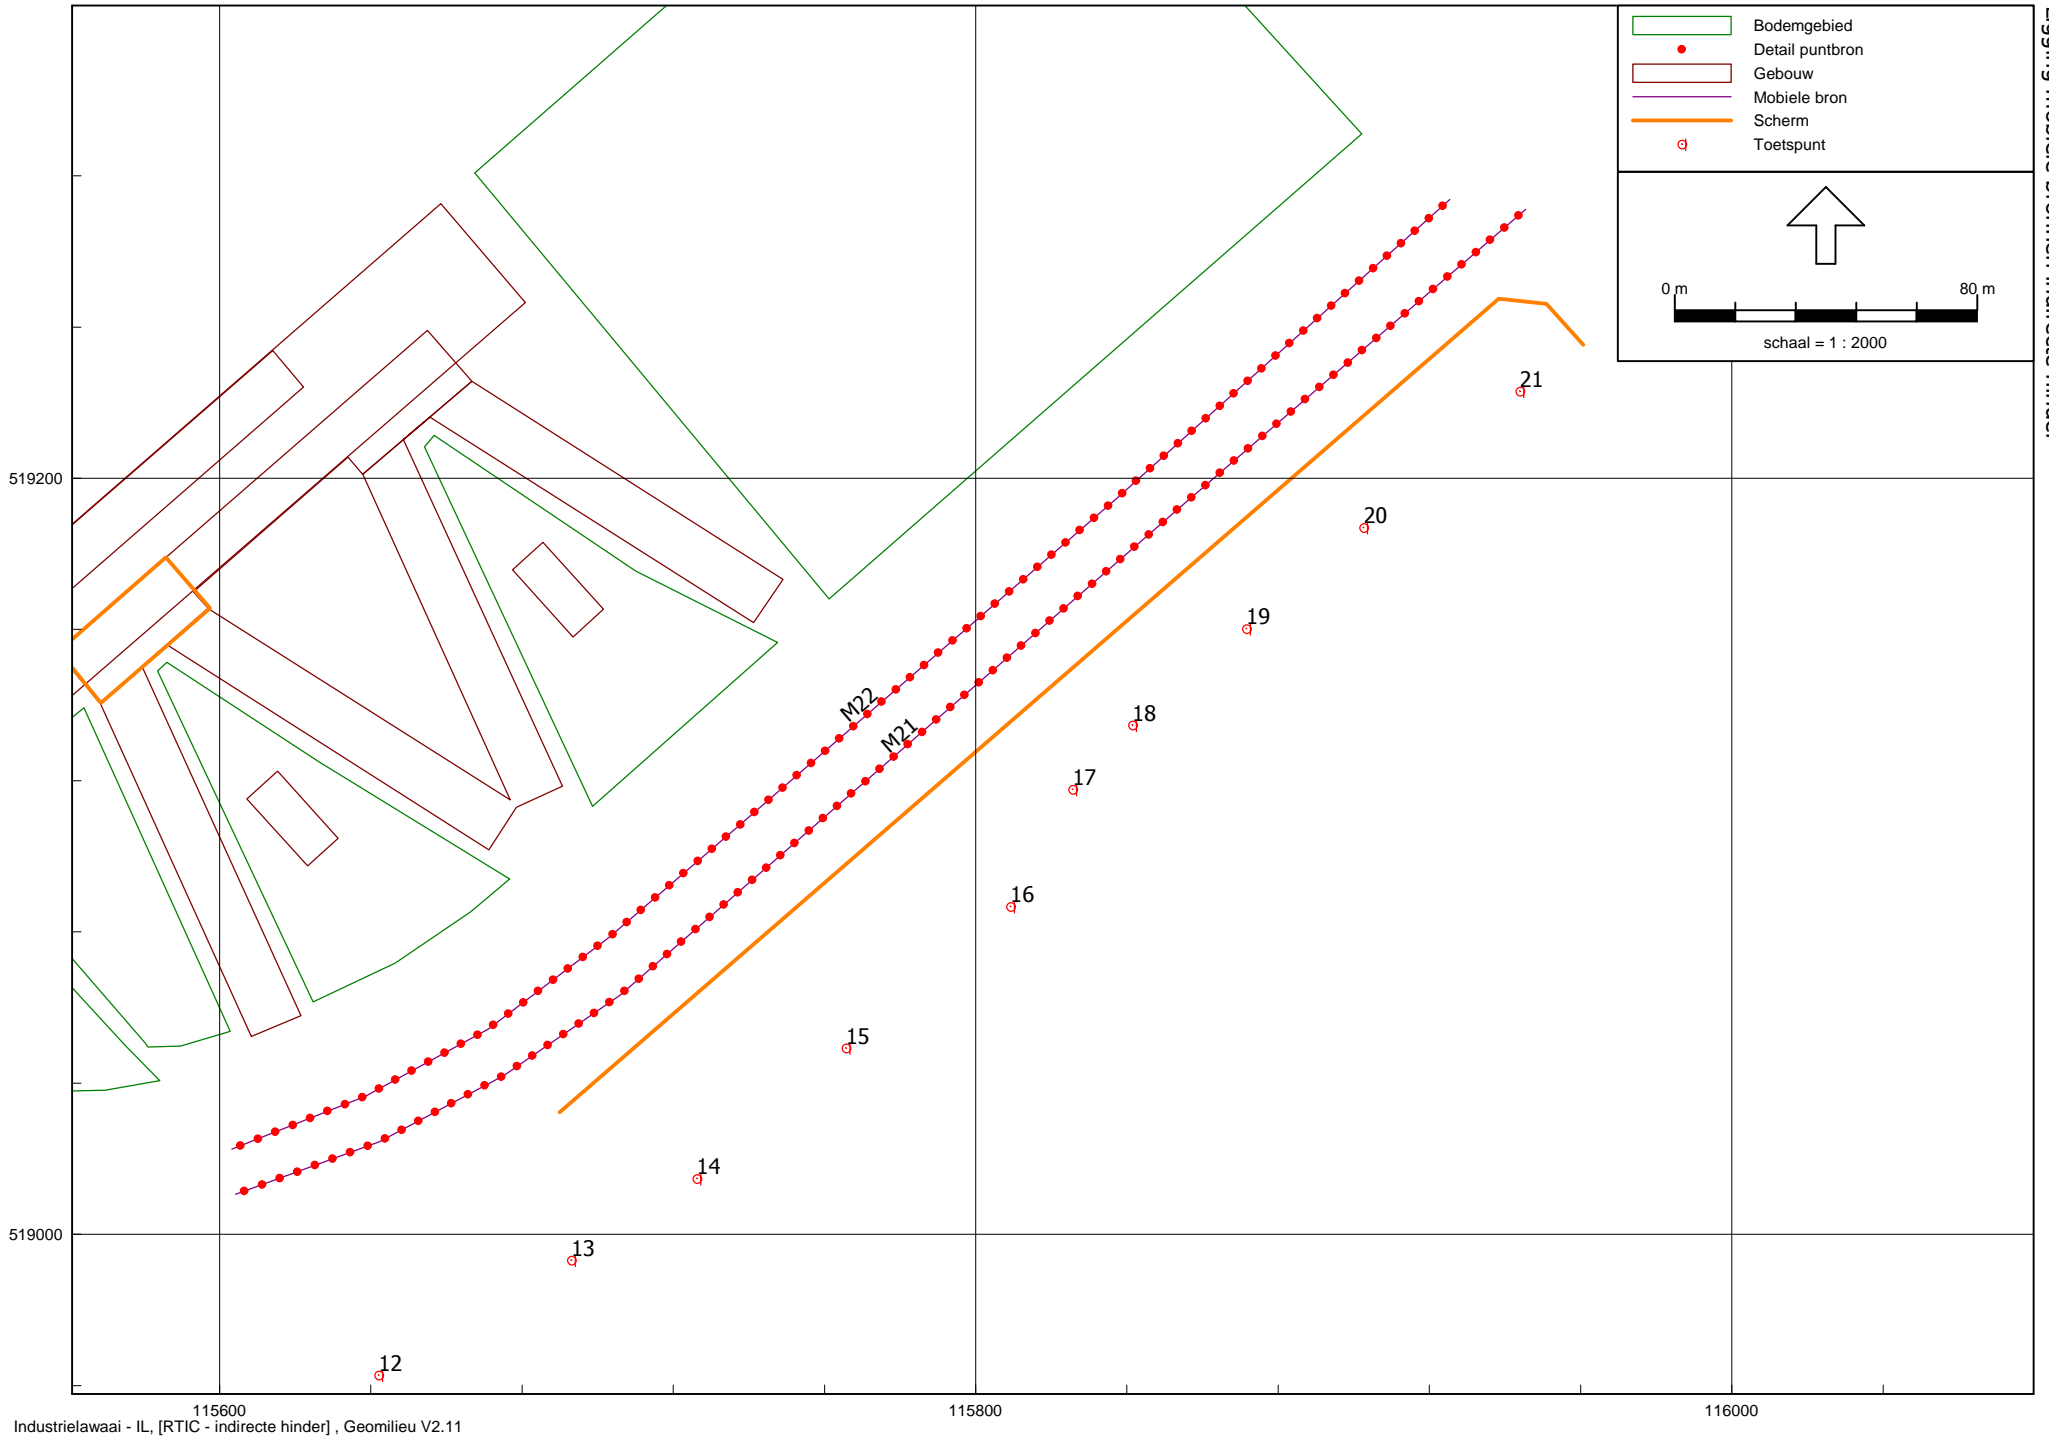 Bodemgebied
Detail puntbron
Gebouw
Mobiele bron
Scherm
Toetspunt
0 m
80 m
schaal = 1 : 2000
21
519200
20
19
M22
18
M21
17
16
15
14
519000
13
12
115600
115800
116000
Industrielawaai - IL, [RTIC - indirecte hinder] , Geomilieu V2.11